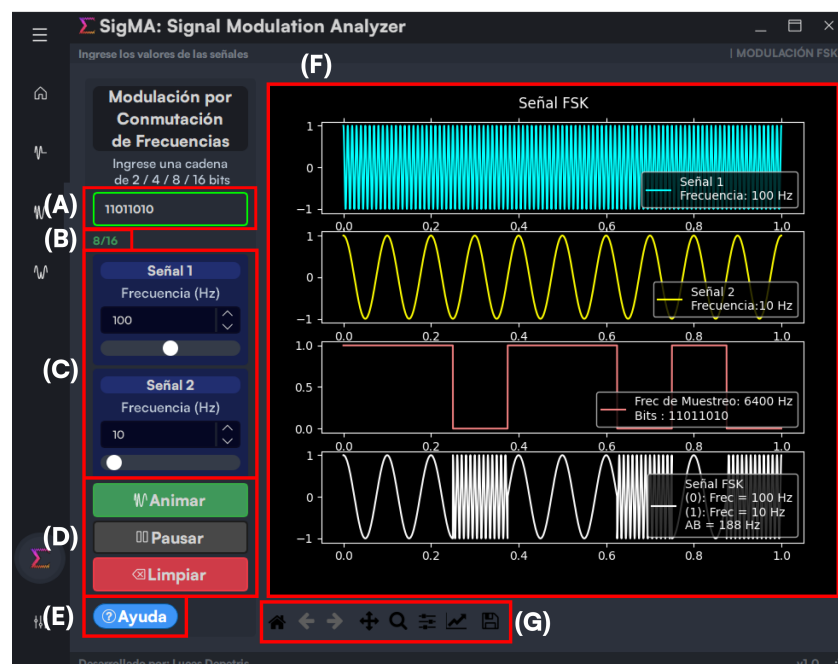 SigMA: Signal Modulation Analyzer
Ingrese los valores de las señales
| MODULACIÓN FSK
(F)
Modulación por
Conmutación
de Frecuencias
Ingrese una cadena
de 2 / 4 / 8 / 16 bits
(A)
11011010
(B)
8/16
(C)
Señal 1
Frecuencia (Hz)
100
Señal 2
Frecuencia (Hz)
10
(D)
Animar
Pausar
Limpiar
(E)
Ayuda
Señal FSK
1
0
−1
Señal 1
Frecuencia: 100 Hz
0.0 0.2 0.4 0.6 0.8 1.0
1
0
−1
Señal 2
Frecuencia:10 Hz
0.0 0.2 0.4 0.6 0.8 1.0
1.0
0.5
0.0
Frec de Muestreo: 6400 Hz
Bits : 11011010
0.0 0.2 0.4 0.6 0.8 1.0
1
0
−1
Señal FSK
(0): Frec = 100 Hz
(1): Frec = 10 Hz
AB = 188 Hz
0.0 0.2 0.4 0.6 0.8 1.0
(G)
Desarrollado por: Lucas Depetris
v1.0